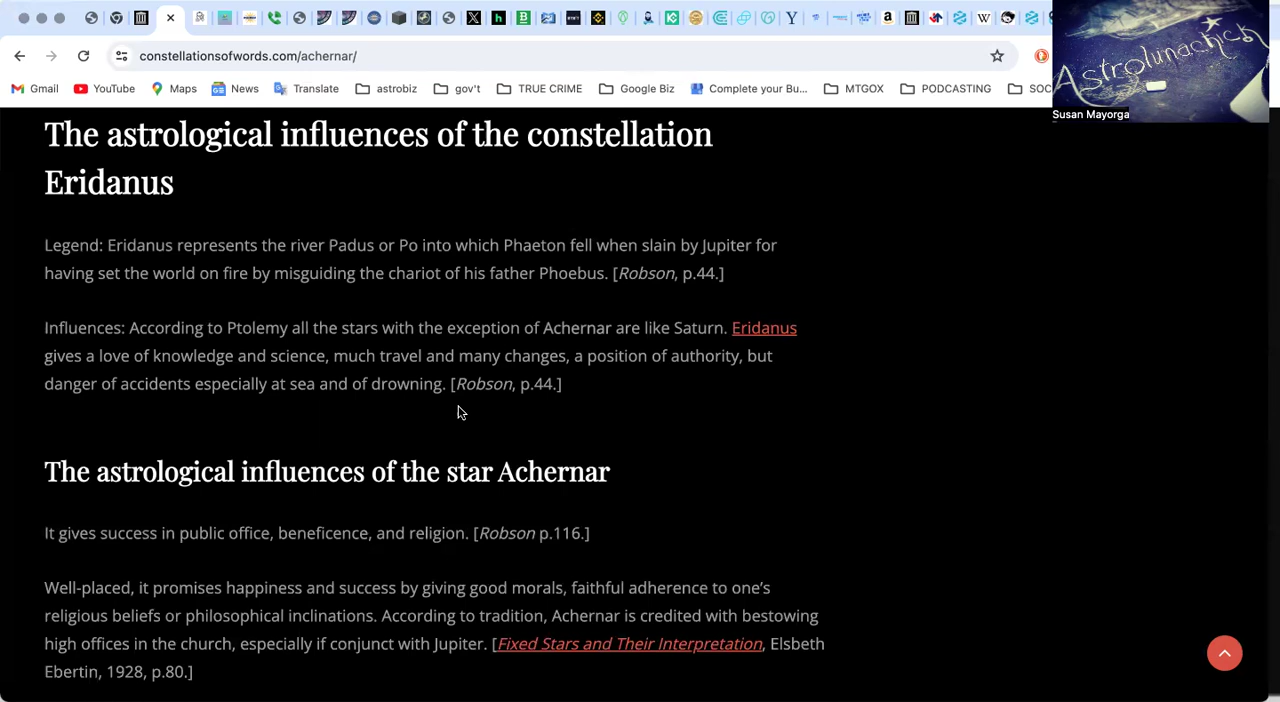 constellationsofwords.com/achernar/
Gmail YouTube Maps News Translate astrobiz gov't TRUE CRIME Google Biz Complete your Bu... MTGOX PODCASTING SOC
Astrolunachick
Susan Mayorga
The astrological influences of the constellation
Eridanus
Legend: Eridanus represents the river Padus or Po into which Phaeton fell when slain by Jupiter for
having set the world on fire by misguiding the chariot of his father Phoebus. [Robson, p.44.]
Influences: According to Ptolemy all the stars with the exception of Achernar are like Saturn. Eridanus
gives a love of knowledge and science, much travel and many changes, a position of authority, but
danger of accidents especially at sea and of drowning. [Robson, p.44.]
The astrological influences of the star Achernar
It gives success in public office, beneficence, and religion. [Robson p.116.]
Well-placed, it promises happiness and success by giving good morals, faithful adherence to one's
religious beliefs or philosophical inclinations. According to tradition, Achernar is credited with bestowing
high offices in the church, especially if conjunct with Jupiter. [Fixed Stars and Their Interpretation, Elsbeth
Ebertin, 1928, p.80.]